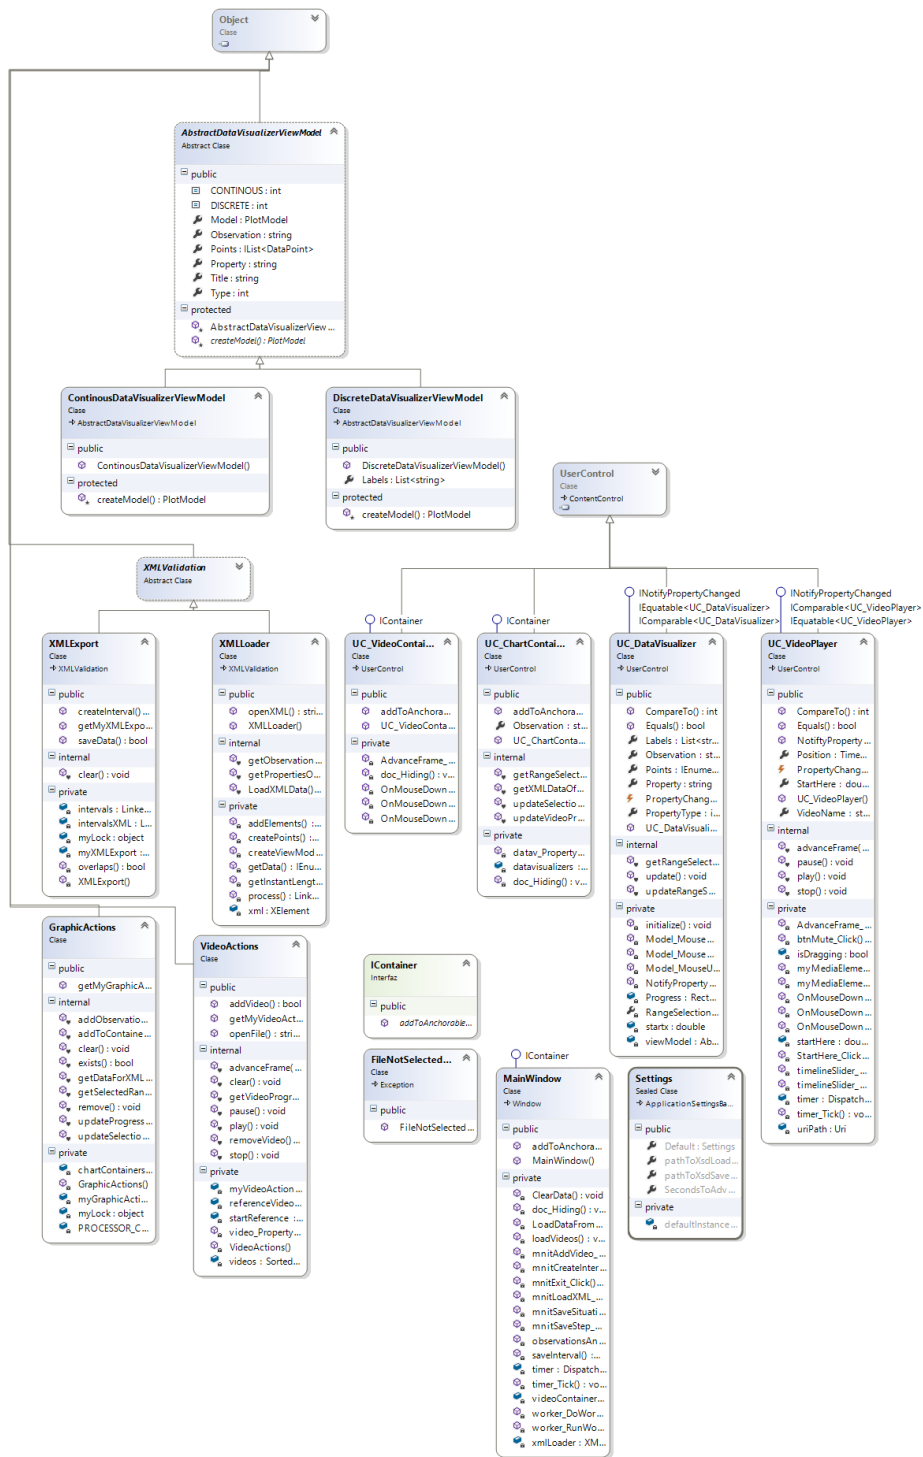 Object
Clase
AbstractDataVisualizerViewModel
Abstract Clase
public
CONTINOUS : int
DISCRETE : int
Model : PlotModel
Observation : string
Points : IList<DataPoint>
Property : string
Title : string
Type : int
protected
AbstractDataVisualizerView ...
createModel() : PlotModel
ContinousDataVisualizerViewModel
Clase
AbstractDataVisualizerViewModel
public
ContinousDataVisualizerViewModel()
protected
createModel() : PlotModel
DiscreteDataVisualizerViewModel
Clase
AbstractDataVisualizerViewModel
public
DiscreteDataVisualizerViewModel()
Labels : List<string>
protected
createModel() : PlotModel
UserControl
Clase
ContentControl
XMLValidation
Abstract Clase
XMLExport
Clase
XMLValidation
public
createInterval() ...
getMyXMLExpo...
saveData() : bool
internal
clear() : void
private
intervals : Linke...
intervalsXML : L...
myLock : object
myXMLExport :...
overlaps() : bool
XMLExport()
XMLLoader
Clase
XMLValidation
public
openXML() : stri...
XMLLoader()
internal
getObservation...
getPropertiesO...
LoadXMLData()...
private
addElements() :...
createPoints() :...
createViewMod...
getData() : IEnu...
getInstantLengt...
process() : Link...
xml : XElement
IContainer
UC_VideoContai...
Clase
UserControl
public
addToAnchora...
UC_VideoConta...
private
AdvanceFrame_...
doc_Hiding() : v...
OnMouseDown...
OnMouseDown...
IContainer
UC_ChartContai...
Clase
UserControl
public
addToAnchora...
Observation : st...
UC_ChartConta...
internal
getRangeSelect...
getXMLDataOf...
updateSelectio...
updateVideoPr...
private
datav_Property...
datavisualizers :...
doc_Hiding() : v...
INotifyPropertyChanged
IEquatable<UC_DataVisualizer>
IComparable<UC_DataVisualizer>
UC_DataVisualizer
Clase
UserControl
public
CompareTo() : int
Equals() : bool
Labels : List<str...
Observation : st...
Points : IEnume...
Property : string
PropertyChang...
PropertyType : i...
UC_DataVisuali...
internal
getRangeSelect...
update() : void
updateRangeS...
private
initialize() : void
Model_Mouse...
Model_Mouse...
Model_MouseU...
NotifyProperty...
Progress : Rect...
RangeSelection...
startx : double
viewModel : Ab...
INotifyPropertyChanged
IComparable<UC_VideoPlayer>
IEquatable<UC_VideoPlayer>
UC_VideoPlayer
Clase
UserControl
public
CompareTo() : int
Equals() : bool
NotiftyProperty...
Position : Time...
PropertyChang...
StartHere : dou...
UC_VideoPlayer()
VideoName : st...
internal
advanceFrame(...
pause() : void
play() : void
stop() : void
private
AdvanceFrame_...
btnMute_Click()...
isDragging : bool
myMediaEleme...
myMediaEleme...
OnMouseDown...
OnMouseDown...
OnMouseDown...
startHere : dou...
StartHere_Click...
timelineSlider_...
timelineSlider_...
timer : Dispatch...
timer_Tick() : vo...
uriPath : Uri
GraphicActions
Clase
public
getMyGraphicA...
internal
addObservatio...
addToContaine...
clear() : void
exists() : bool
getDataForXML...
getSelectedRan...
remove() : void
updateProgress...
updateSelectio...
private
chartContainers...
GraphicActions()
myGraphicActi...
myLock : object
PROCESSOR_C...
VideoActions
Clase
public
addVideo() : bool
getMyVideoAct...
openFile() : stri...
internal
advanceFrame(...
clear() : void
getVideoProgr...
pause() : void
play() : void
removeVideo() ...
stop() : void
private
myVideoAction...
referenceVideo...
startReference :...
video_Property...
VideoActions()
videos : Sorted...
IContainer
Interfaz
public
addToAnchorable...
FileNotSelected...
Clase
Exception
public
FileNotSelected...
IContainer
MainWindow
Clase
Window
public
addToAnchora...
MainWindow()
private
ClearData() : void
doc_Hiding() : v...
LoadDataFrom...
loadVideos() : v...
mnitAddVideo_...
mnitCreateInter...
mnitExit_Click()...
mnitLoadXML_...
mnitSaveSituati...
mnitSaveStep_...
observationsAn...
saveInterval() :...
timer : Dispatch...
timer_Tick() : vo...
videoContainer...
worker_DoWor...
worker_RunWo...
xmlLoader : XM...
Settings
Sealed Clase
ApplicationSettingsBa...
public
Default : Settings
pathToXsdLoad...
pathToXsdSave...
SecondsToAdv...
private
defaultInstance...